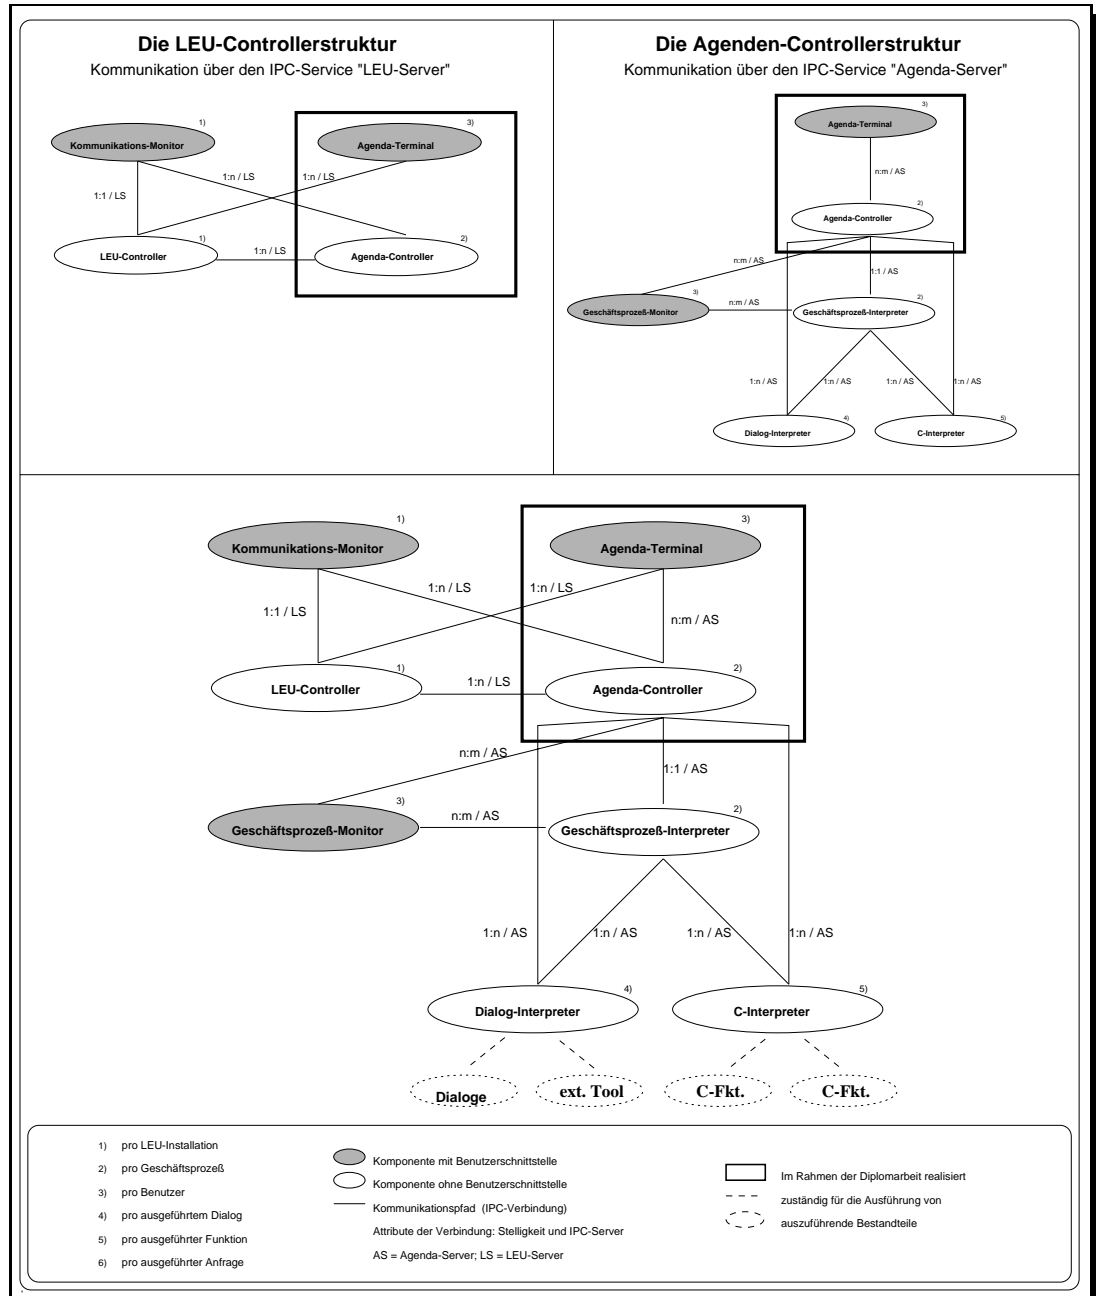 Die LEU-Controllerstruktur
Kommunikation über den IPC-Service "LEU-Server"
1)
Kommunikations-Monitor
3)
Agenda-Terminal
1:n / LS
1:n / LS
1:1 / LS
1)
LEU-Controller
1:n / LS
2)
Agenda-Controller
Die Agenden-Controllerstruktur
Kommunikation über den IPC-Service "Agenda-Server"
3)
Agenda-Terminal
n:m / AS
2)
Agenda-Controller
n:m / AS
1:1 / AS
3)
Geschäftsprozeß-Monitor
n:m / AS
2)
Geschäftsprozeß-Interpreter
1:n / AS
1:n / AS
1:n / AS
1:n / AS
4)
Dialog-Interpreter
5)
C-Interpreter
1)
Kommunikations-Monitor
3)
Agenda-Terminal
1:n / LS
1:n / LS
1:1 / LS
n:m / AS
1)
LEU-Controller
1:n / LS
2)
Agenda-Controller
n:m / AS
1:1 / AS
3)
Geschäftsprozeß-Monitor
n:m / AS
2)
Geschäftsprozeß-Interpreter
1:n / AS
1:n / AS
1:n / AS
1:n / AS
4)
Dialog-Interpreter
5)
C-Interpreter
Dialoge
ext. Tool
C-Fkt.
C-Fkt.
1) pro LEU-Installation
2) pro Geschäftsprozeß
3) pro Benutzer
4) pro ausgeführtem Dialog
5) pro ausgeführter Funktion
6) pro ausgeführter Anfrage
Komponente mit Benutzerschnittstelle
Komponente ohne Benutzerschnittstelle
Kommunikationspfad (IPC-Verbindung)
Attribute der Verbindung: Stelligkeit und IPC-Server
AS = Agenda-Server; LS = LEU-Server
Im Rahmen der Diplomarbeit realisiert
zuständig für die Ausführung von
auszuführende Bestandteile